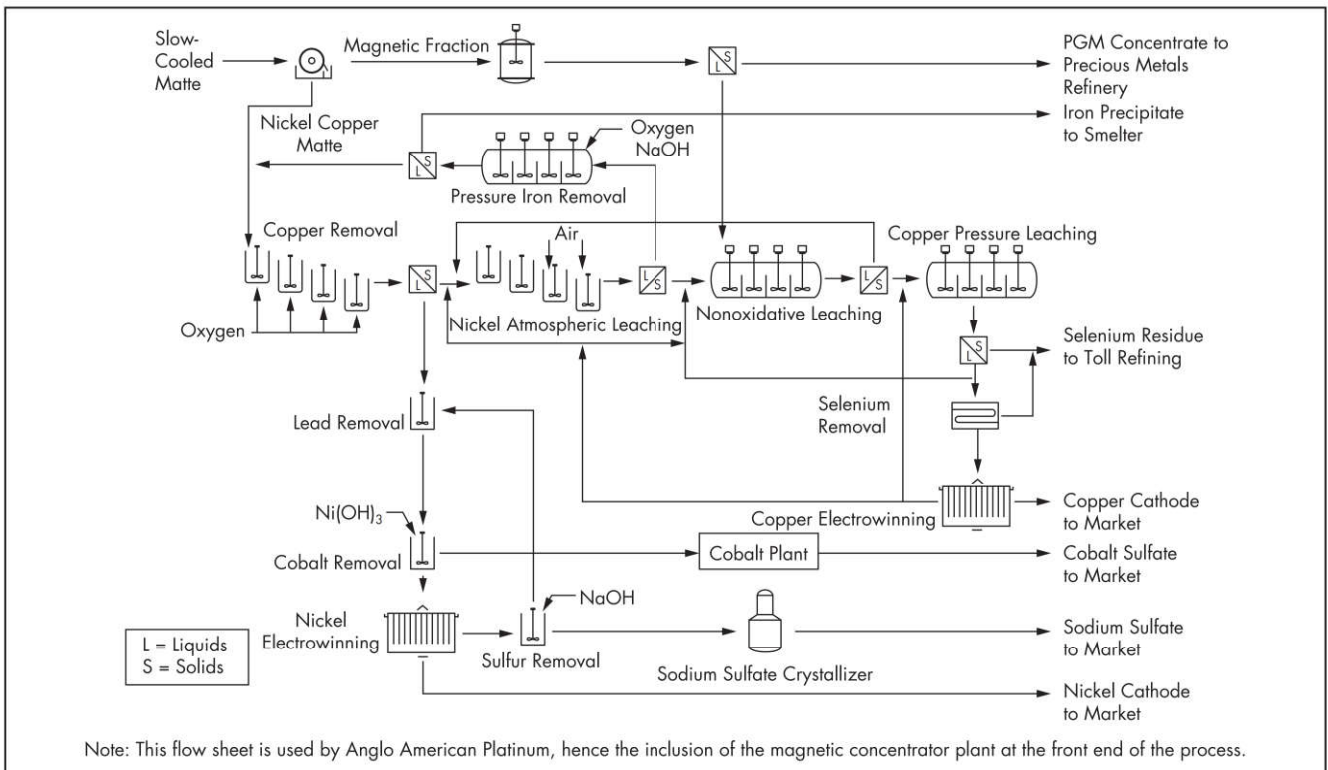 Slow-
Cooled
Matte
Magnetic Fraction
S
L
PGM Concentrate to
Precious Metals
Refinery
Nickel Copper
Matte
Iron Precipitate
to Smelter
Oxygen
NaOH
S
L
Pressure Iron Removal
Copper Removal
Air
Copper Pressure Leaching
S
L
L
S
L
S
Nickel Atmospheric Leaching
Nonoxidative Leaching
Oxygen
S
L
Selenium Residue
to Toll Refining
Lead Removal
Selenium
Removal
Ni(OH)₃
Copper Electrowinning
Copper Cathode
to Market
Cobalt Removal
Cobalt Plant
Cobalt Sulfate
to Market
NaOH
Nickel
Electrowinning
L = Liquids
S = Solids
Sulfur Removal
Sodium Sulfate Crystallizer
Sodium Sulfate
to Market
Nickel Cathode
to Market
Note: This flow sheet is used by Anglo American Platinum, hence the inclusion of the magnetic concentrator plant at the front end of the process.